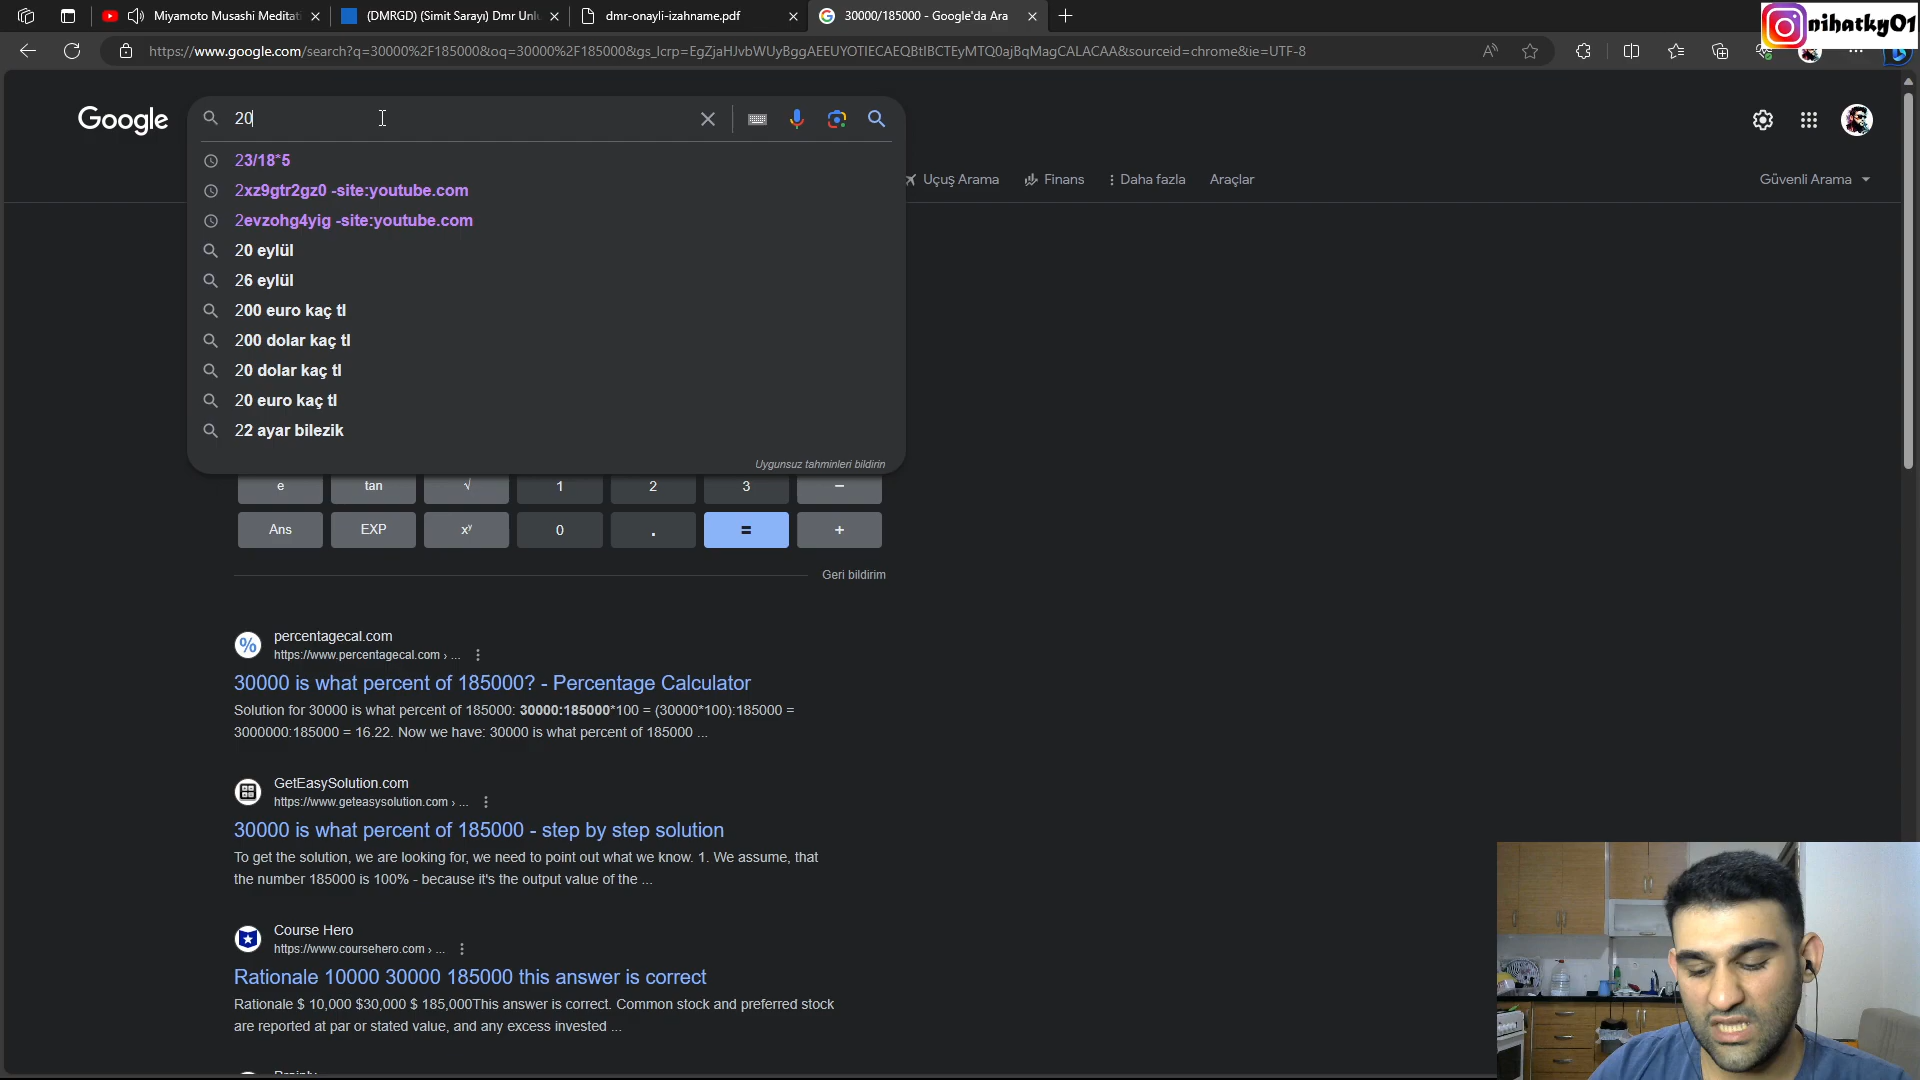 Miyamoto Musashi Meditati
(DMRGD) (Simit Sarayı) Dmr Unlu
dmr-onayli-izahname.pdf
30000/185000 - Google'da Ara
nihatky01
https://www.google.com/search?q=30000%2F185000&oq=30000%2F185000&gs_lcrp=EgZjaHJvbWUyBggAEEUYOTIECAEQBtIBCTEyMTQ0ajBqMagCALACAA&sourceid=chrome&ie=UTF-8
Google
20
23/18*5
2xz9gtr2gz0 -site:youtube.com
2evzohg4yig -site:youtube.com
20 eylül
26 eylül
200 euro kaç tl
200 dolar kaç tl
20 dolar kaç tl
20 euro kaç tl
22 ayar bilezik
Uygunsuz tahminleri bildirin
Uçuş Arama
Finans
Daha fazla
Araçlar
Güvenli Arama
e tan √ 1 2 3 −
Ans EXP xʸ 0 . = +
Geri bildirim
percentagecal.com
https://www.percentagecal.com › ...
30000 is what percent of 185000? - Percentage Calculator
Solution for 30000 is what percent of 185000: 30000:185000*100 = (30000*100):185000 =
3000000:185000 = 16.22. Now we have: 30000 is what percent of 185000 ...
GetEasySolution.com
https://www.geteasysolution.com › ...
30000 is what percent of 185000 - step by step solution
To get the solution, we are looking for, we need to point out what we know. 1. We assume, that
the number 185000 is 100% - because it's the output value of the ...
Course Hero
https://www.coursehero.com › ...
Rationale 10000 30000 185000 this answer is correct
Rationale $ 10,000 $30,000 $ 185,000This answer is correct. Common stock and preferred stock
are reported at par or stated value, and any excess invested ...